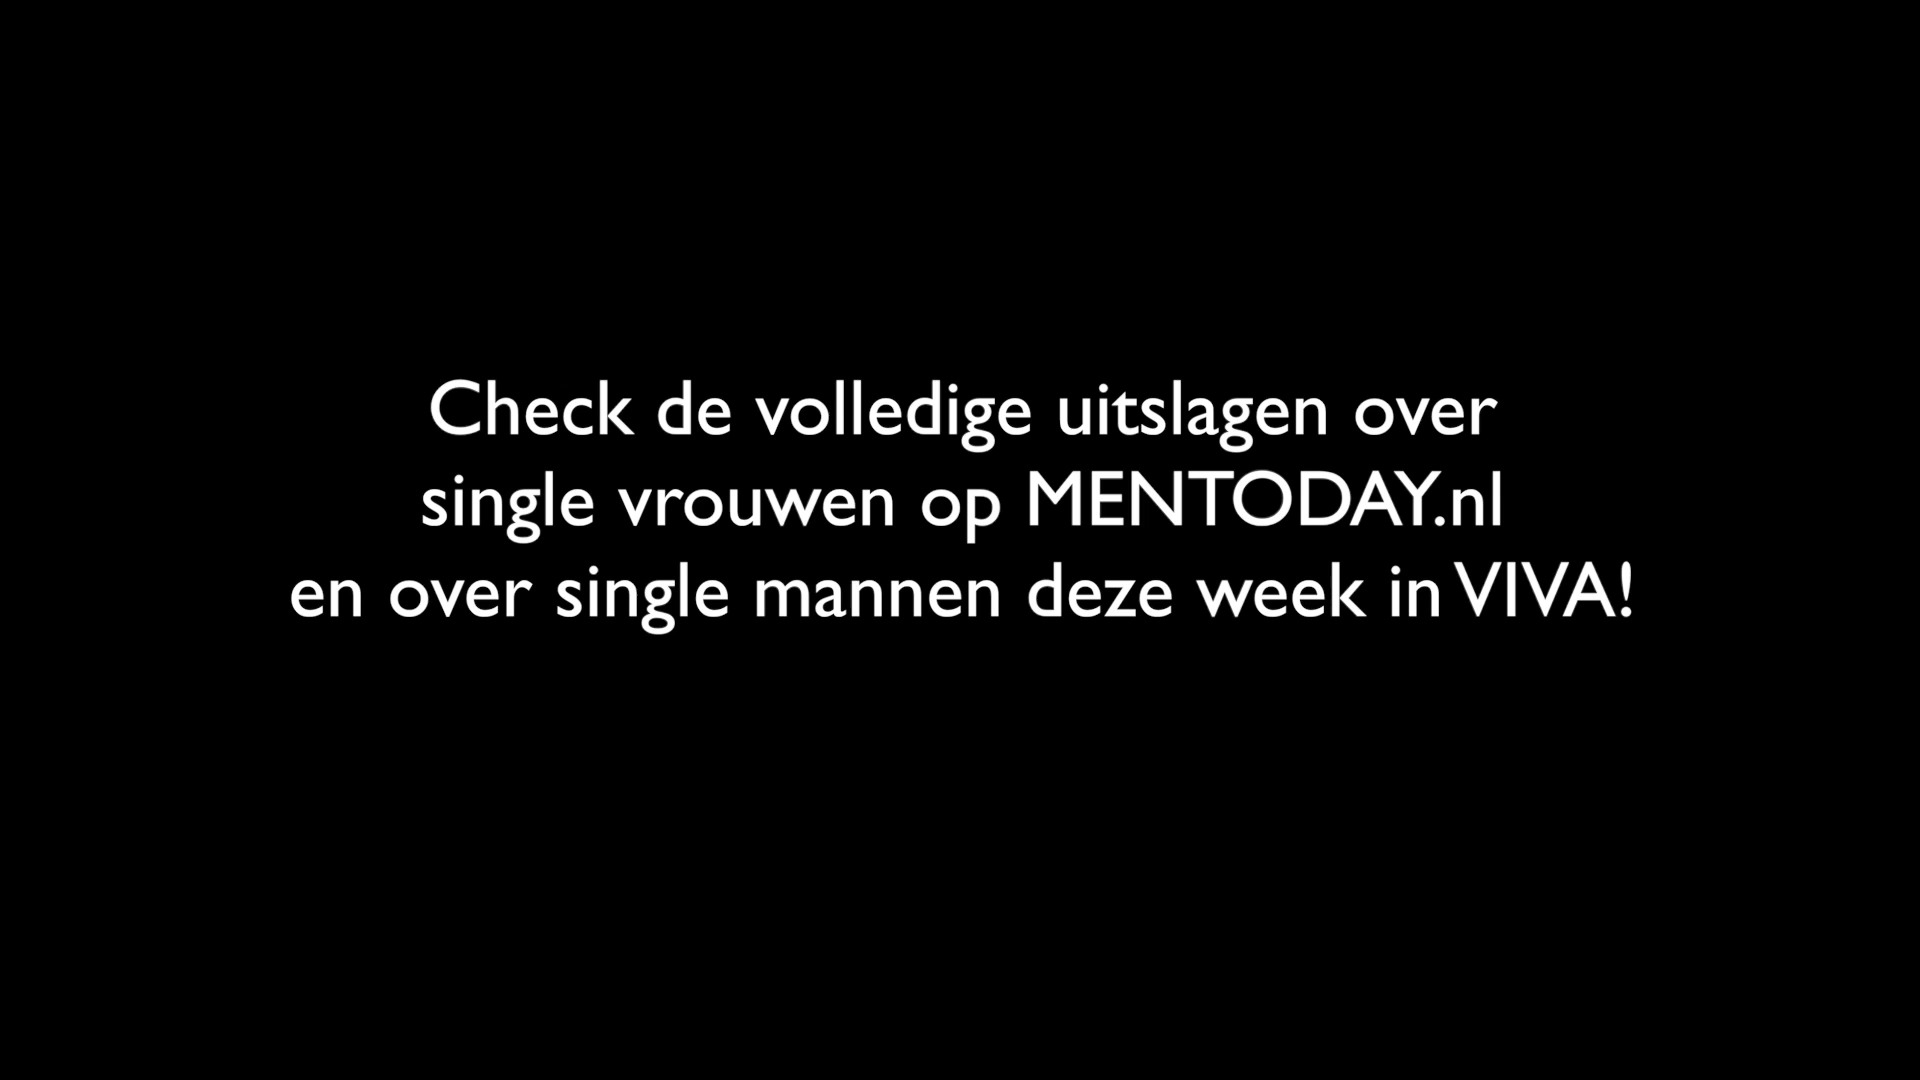 Check de volledige uitslagen over
single vrouwen op MENTODAY.nl
en over single mannen deze week in VIVA!